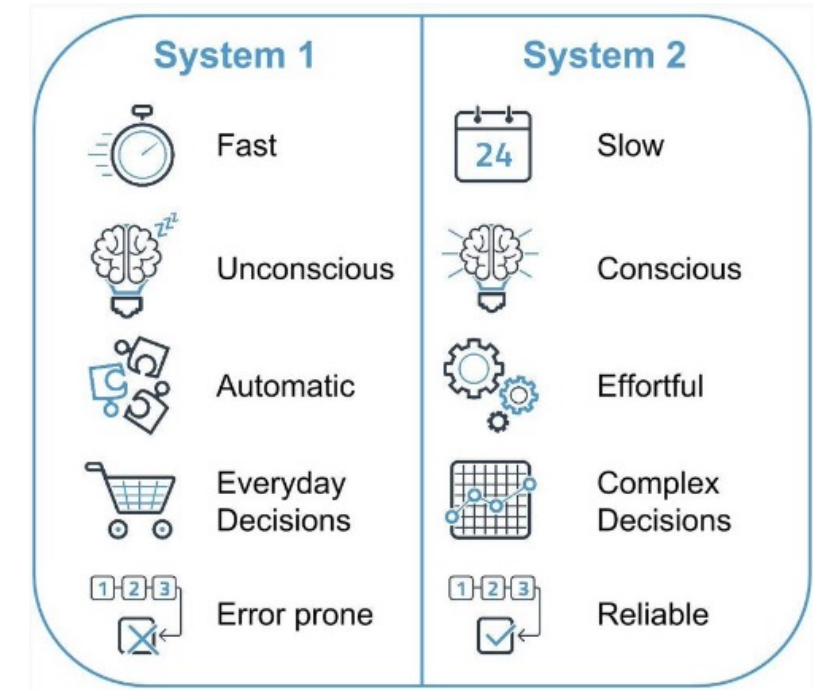 System 1
Fast
zzz
Unconscious
Automatic
Everyday
Decisions
1 2 3
Error prone
System 2
24
Slow
Conscious
Effortful
Complex
Decisions
1 2 3
Reliable